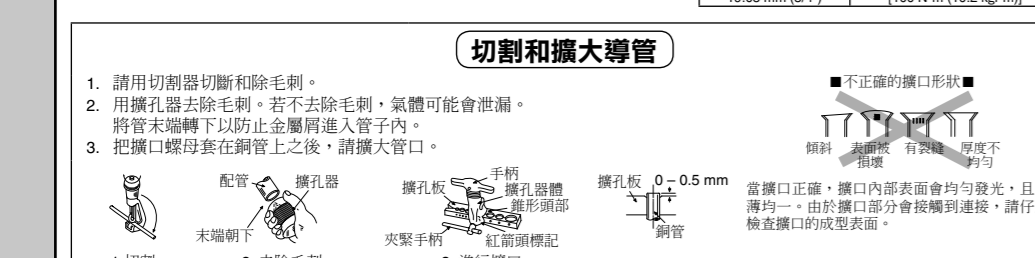 切割和擴大導管
1. 請用切割器切斷和除毛刺。
2. 用擴孔器去除毛刺。若不去除毛刺，氣體可能會泄漏。
將管末端轉下以防止金屬屑進入管子內。
3. 把擴口螺母套在銅管上之後，請擴大管口。
配管
擴孔器
末端朝下
手柄
擴孔板
擴孔器體
錐形頭部
夾緊手柄
紅箭頭標記
擴孔板
0 – 0.5 mm
銅管
■不正確的擴口形狀■
傾斜
表面被
損壞
有裂縫
厚度不
均勻
當擴口正確，擴口內部表面會均勻發光，且
薄均一。由於擴口部分會接觸到連接，請仔
檢查擴口的成型表面。